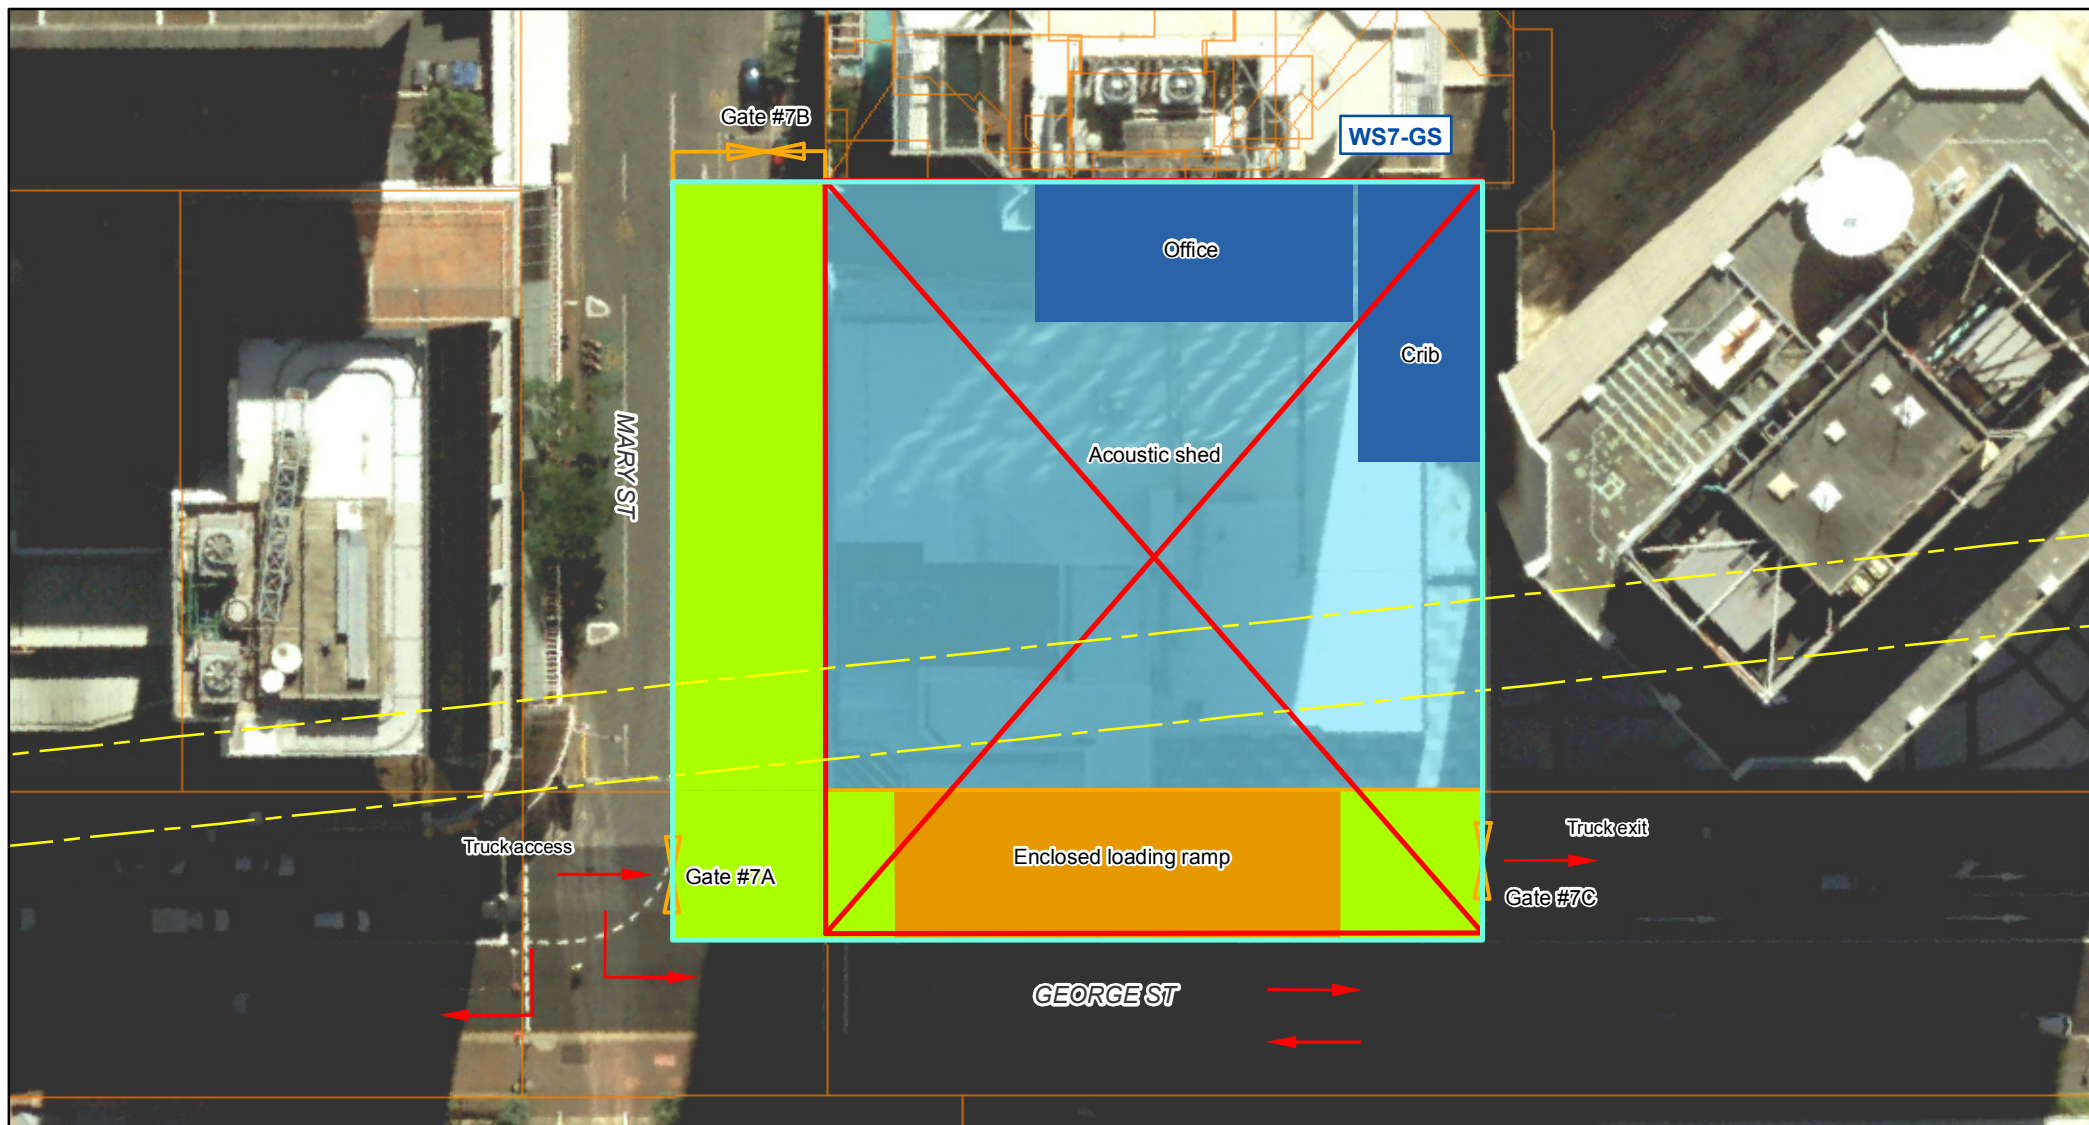 Gate #7B
WS7-GS
Office
Crib
MARY ST
Acoustic shed
Truck access
Gate #7A
Enclosed loading ramp
Truck exit
Gate #7C
GEORGE ST